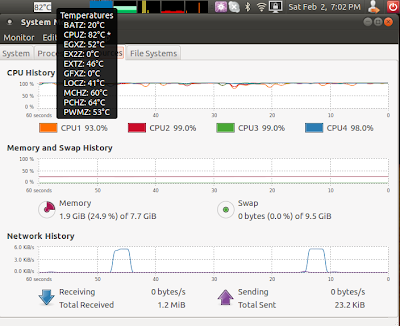 82°C
Sat Feb 2, 7:02 PM
Temperatures
BATZ: 20°C
CPUZ: 82°C *
EGXZ: 52°C
EX2Z: 0°C
EXTZ: 46°C
GFXZ: 0°C
LOCZ: 41°C
MCHZ: 60°C
PCHZ: 64°C
PWMZ: 53°C
System M
Monitor Edi
System Proc File Systems
CPU History
100 %
50 %
0 %
60 seconds 50 40 30 20 10 0
CPU1 93.0% CPU2 99.0% CPU3 99.0% CPU4 98.0%
Memory and Swap History
100 %
50 %
0 %
60 seconds 50 40 30 20 10 0
Memory Swap
1.9 GiB (24.9 %) of 7.7 GiB 0 bytes (0.0 %) of 9.5 GiB
Network History
6.0 KiB/s
3.0 KiB/s
0.0 KiB/s
60 seconds 50 40 30 20 10 0
Receiving 0 bytes/s Sending 0 bytes/s
Total Received 1.2 MiB Total Sent 23.2 KiB